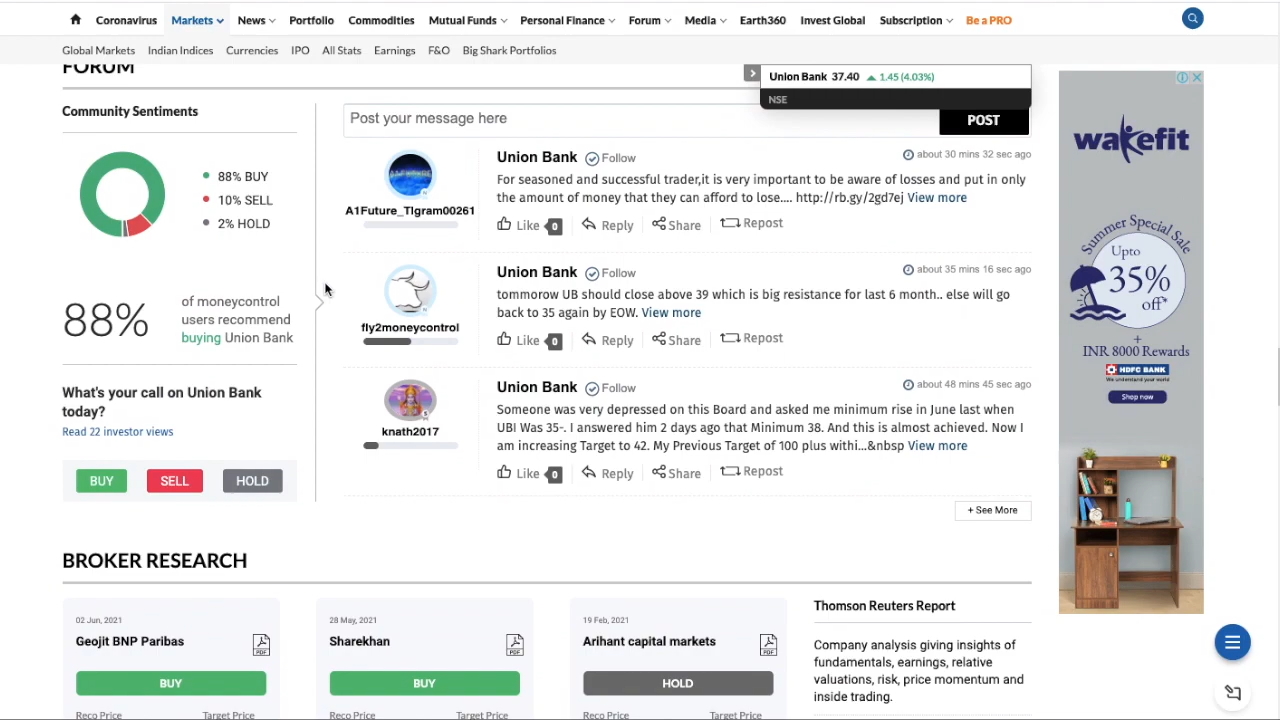 Coronavirus Markets News Portfolio Commodities Mutual Funds Personal Finance Forum Media Earth360 Invest Global Subscription Be a PRO
Global Markets Indian Indices Currencies IPO All Stats Earnings F&O Big Shark Portfolios
FORUM
Union Bank 37.40 1.45 (4.03%)
NSE
Community Sentiments
88% BUY
10% SELL
2% HOLD
88%
of moneycontrol
users recommend
buying Union Bank
What's your call on Union Bank
today?
Read 22 investor views
BUY SELL HOLD
Post your message here
POST
A1Future_TIgram00261
Union Bank Follow
about 30 mins 32 sec ago
For seasoned and successful trader,it is very important to be aware of losses and put in only
the amount of money that they can afford to lose.... http://rb.gy/2gd7ej View more
Like 0 Reply Share Repost
fly2moneycontrol
Union Bank Follow
about 35 mins 16 sec ago
tommorow UB should close above 39 which is big resistance for last 6 month.. else will go
back to 35 again by EOW. View more
Like 0 Reply Share Repost
knath2017
Union Bank Follow
about 48 mins 45 sec ago
Someone was very depressed on this Board and asked me minimum rise in June last when
UBI Was 35-. I answered him 2 days ago that Minimum 38. And this is almost achieved. Now I
am increasing Target to 42. My Previous Target of 100 plus withi...&nbsp View more
Like 0 Reply Share Repost
+ See More
BROKER RESEARCH
02 Jun, 2021
Geojit BNP Paribas
PDF
BUY
Reco Price Target Price
28 May, 2021
Sharekhan
PDF
BUY
Reco Price Target Price
19 Feb, 2021
Arihant capital markets
PDF
HOLD
Reco Price Target Price
Thomson Reuters Report
Company analysis giving insights of
fundamentals, earnings, relative
valuations, risk, price momentum and
inside trading.
wakefit
Summer Special Sale
Upto
35%
off*
+
INR 8000 Rewards
HDFC BANK
We understand your world
Shop now